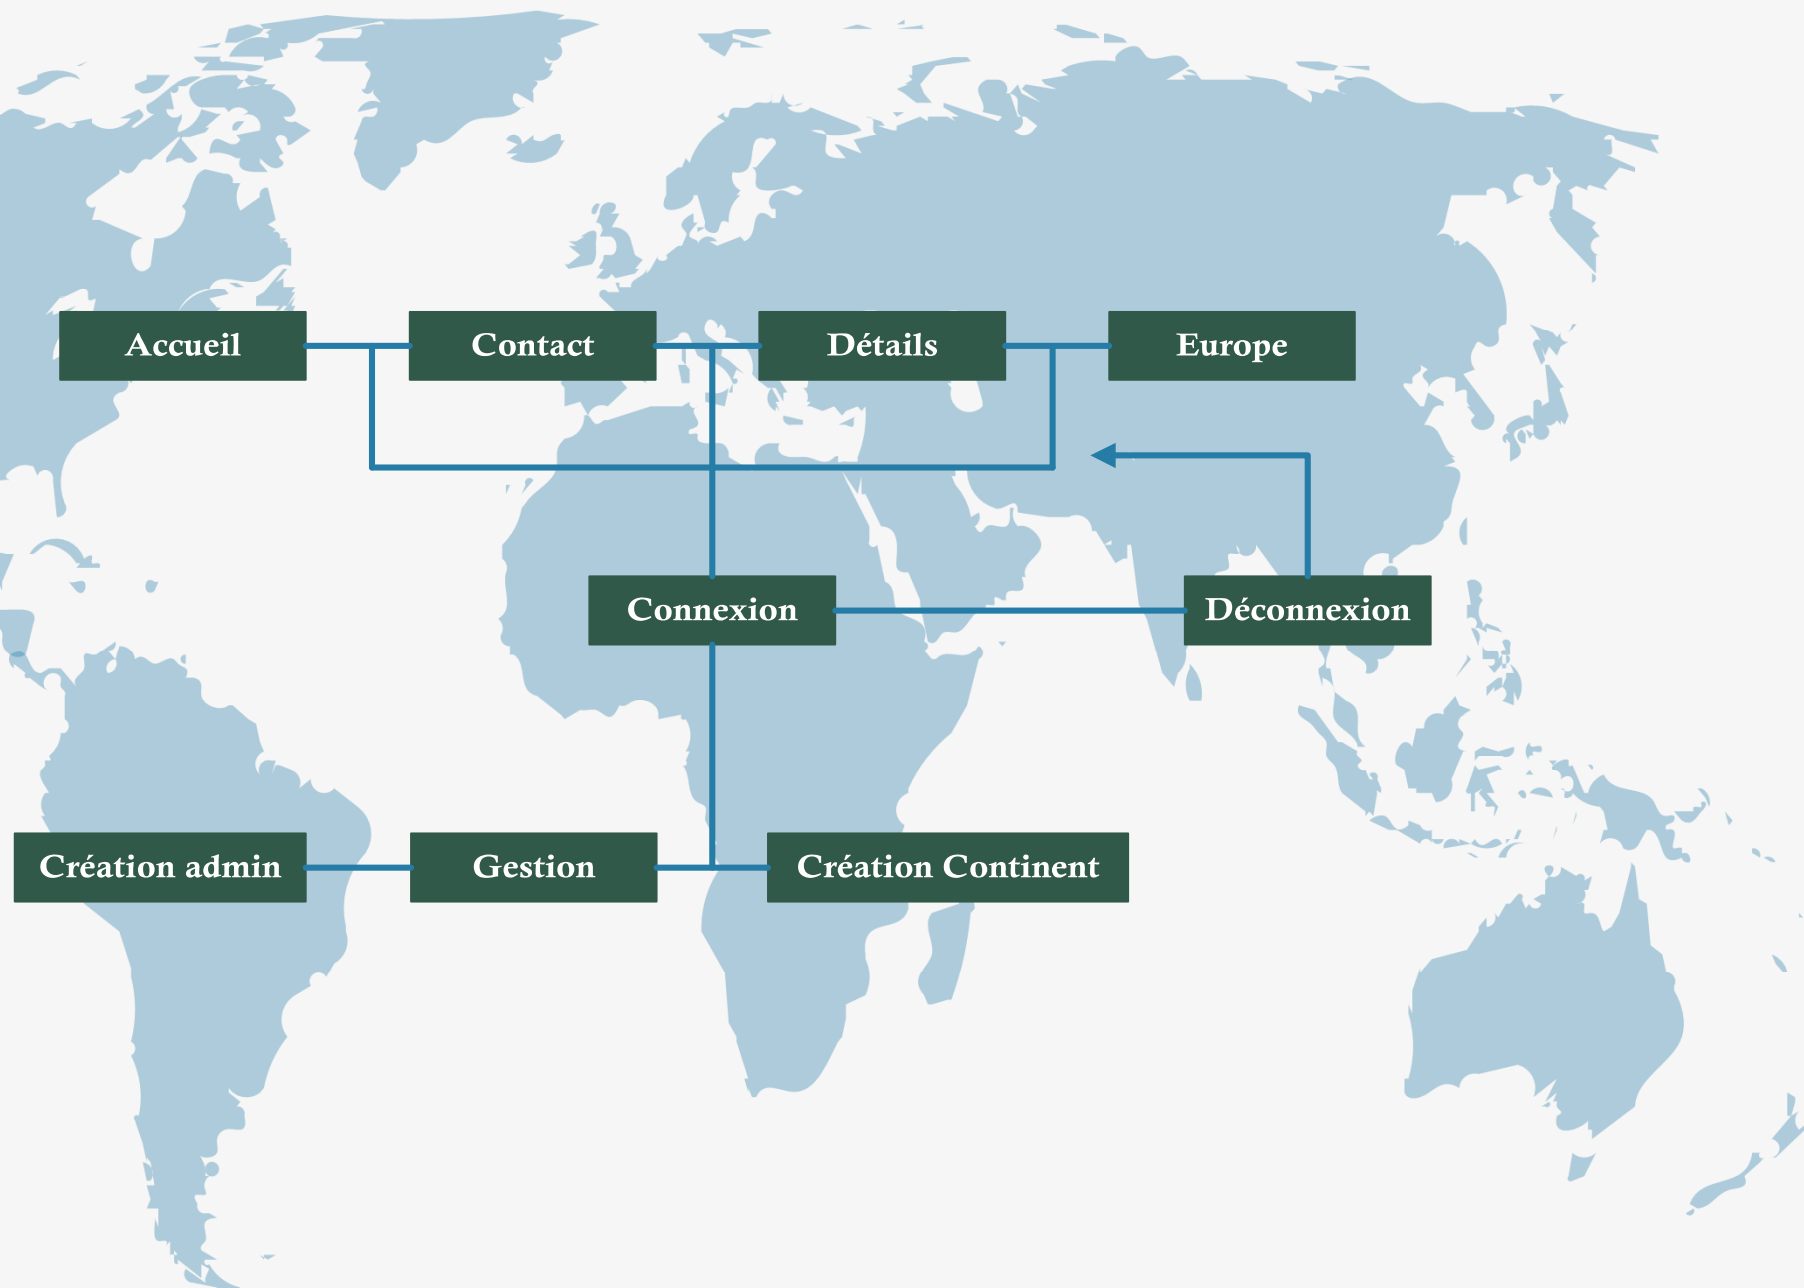 Accueil
Contact
Détails
Europe
Connexion
Déconnexion
Création admin
Gestion
Création Continent